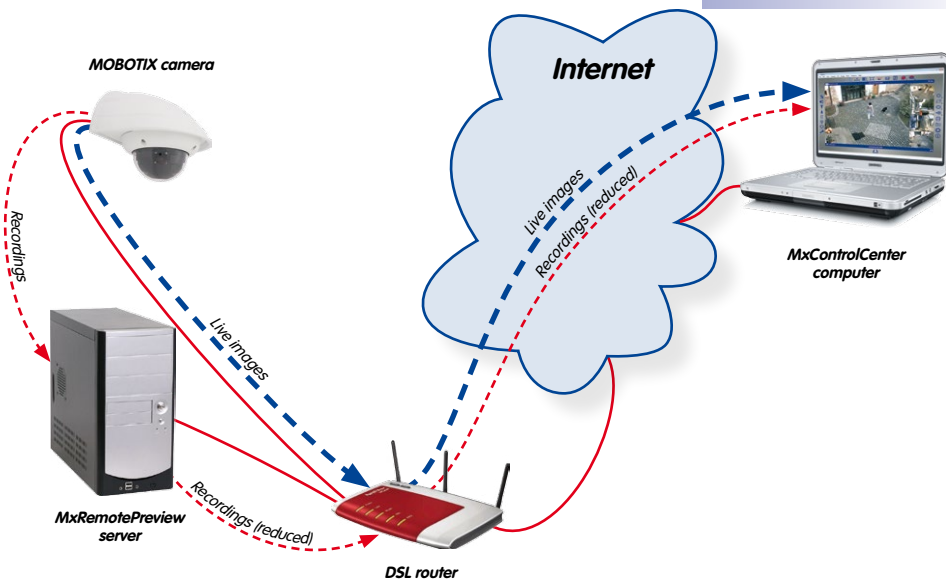 MOBOTIX camera
Internet
Recordings
Live images
Live images
Recordings (reduced)
MxControlCenter
computer
MxRemotePreview
server
Recordings (reduced)
DSL router